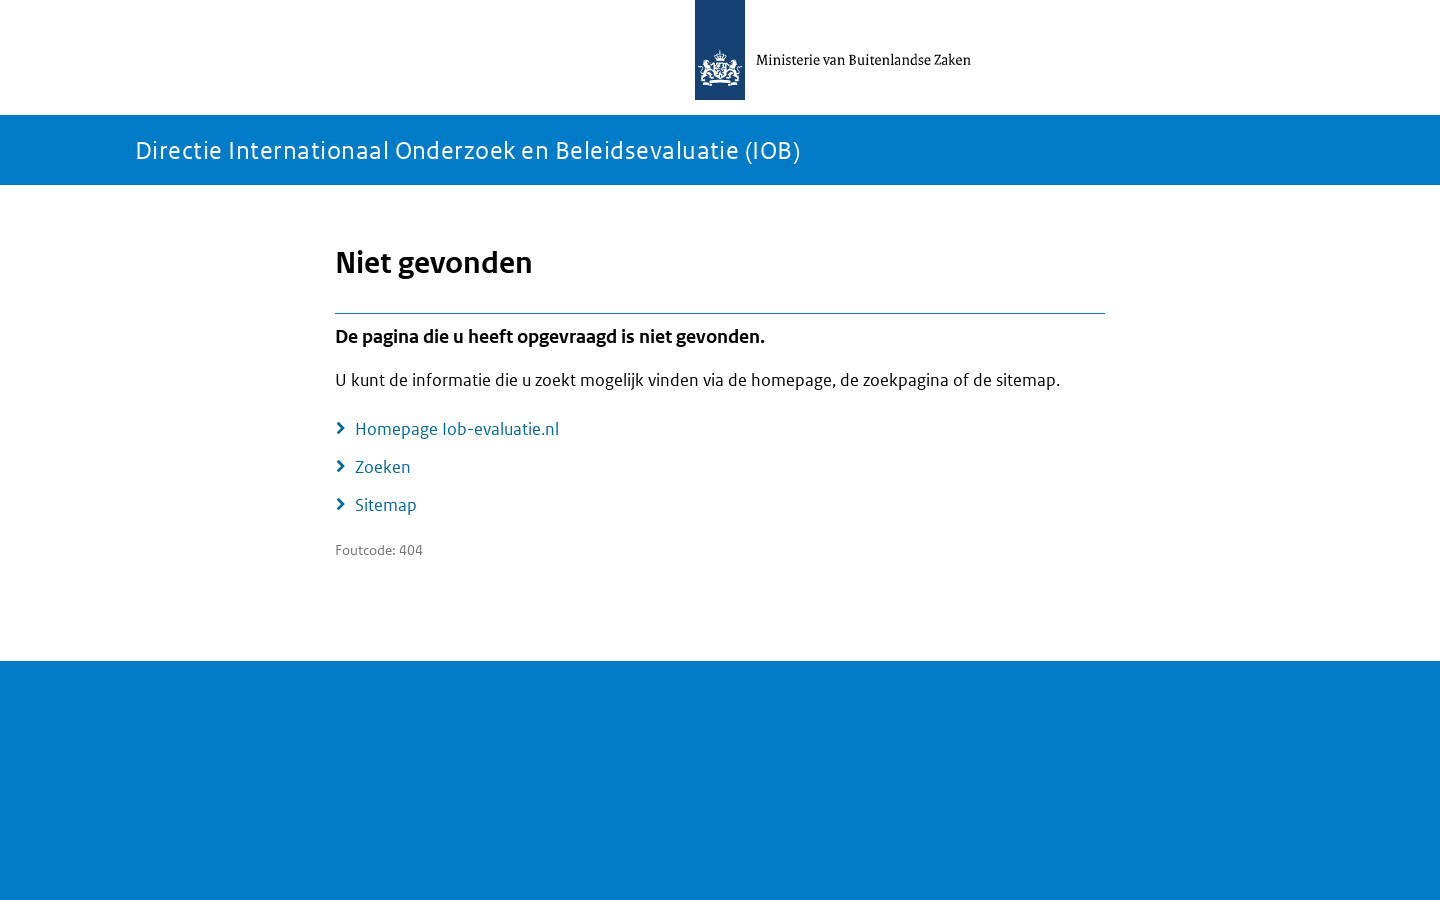 Ministerie van Buitenlandse Zaken
Directie Internationaal Onderzoek en Beleidsevaluatie (IOB)
Niet gevonden
De pagina die u heeft opgevraagd is niet gevonden.
U kunt de informatie die u zoekt mogelijk vinden via de homepage, de zoekpagina of de sitemap.
Homepage Iob-evaluatie.nl
Zoeken
Sitemap
Foutcode: 404